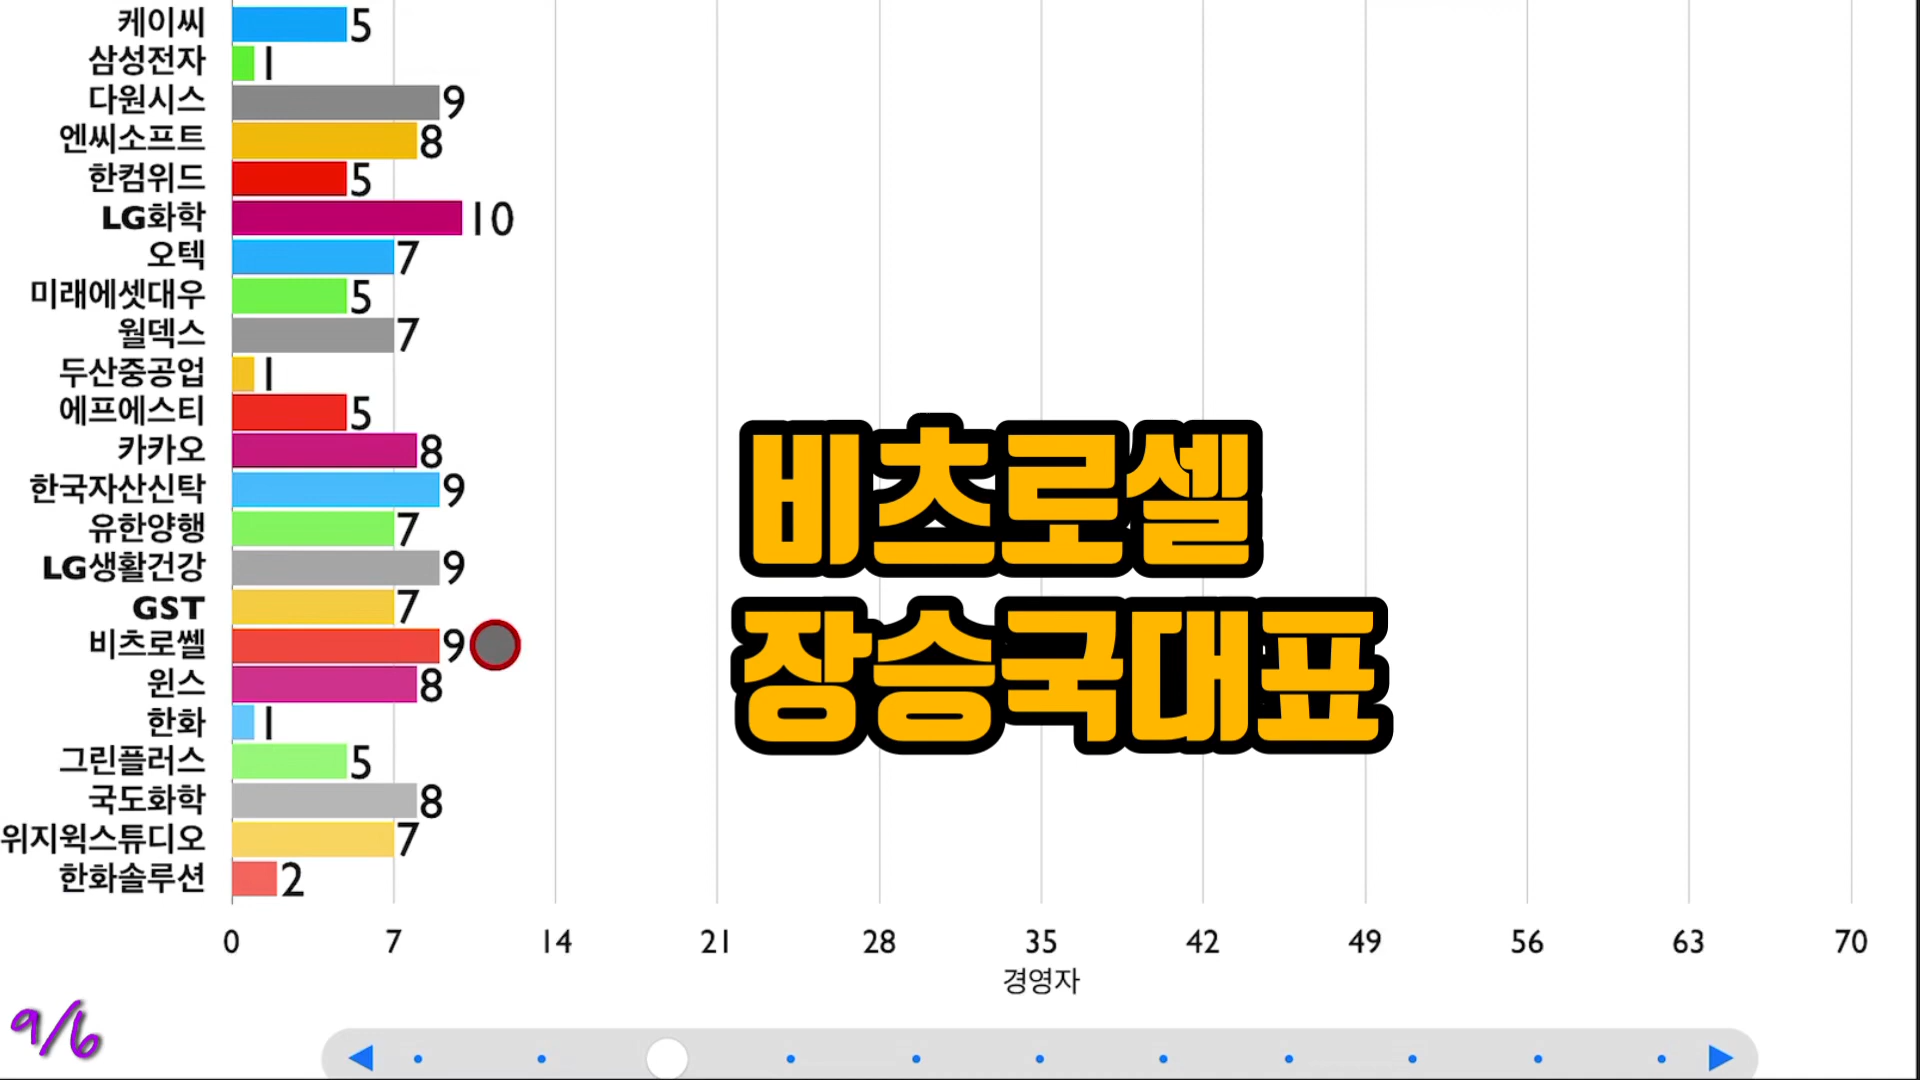 케이씨 5
삼성전자 1
다원시스 9
엔씨소프트 8
한컴위드 5
LG화학 10
오텍 7
미래에셋대우 5
월덱스 7
두산중공업 1
에프에스티 5
카카오 8
한국자산신탁 9
유한양행 7
LG생활건강 9
GST 7
비츠로쎌 9
윈스 8
한화 1
그린플러스 5
국도화학 8
위지윅스튜디오 7
한화솔루션 2
비츠로셀
장승국대표
0 7 14 21 28 35 42 49 56 63 70
경영자
9/6